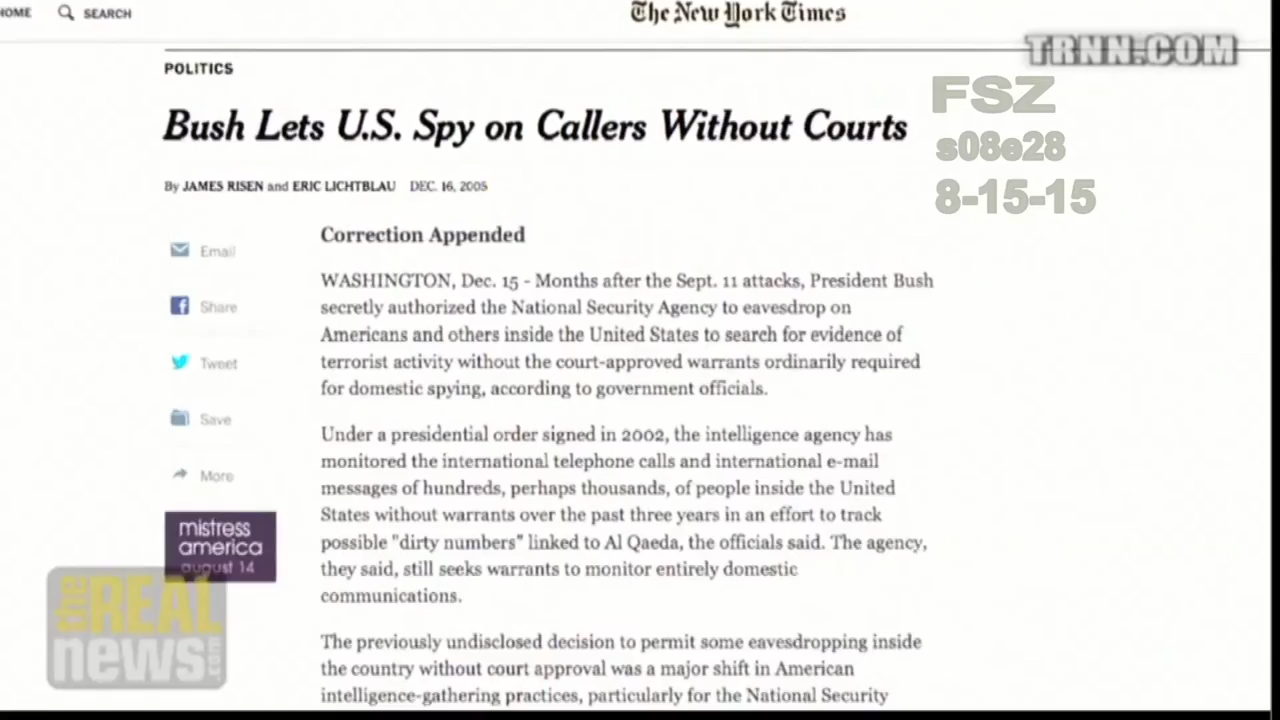 HOME
SEARCH
The New York Times
TRNN.COM
POLITICS
FSZ
s08e28
8-15-15
Bush Lets U.S. Spy on Callers Without Courts
By JAMES RISEN and ERIC LICHTBLAU DEC. 16, 2005
Correction Appended
Email
Share
Tweet
Save
More
WASHINGTON, Dec. 15 - Months after the Sept. 11 attacks, President Bush
secretly authorized the National Security Agency to eavesdrop on
Americans and others inside the United States to search for evidence of
terrorist activity without the court-approved warrants ordinarily required
for domestic spying, according to government officials.
Under a presidential order signed in 2002, the intelligence agency has
monitored the international telephone calls and international e-mail
messages of hundreds, perhaps thousands, of people inside the United
States without warrants over the past three years in an effort to track
possible "dirty numbers" linked to Al Qaeda, the officials said. The agency,
they said, still seeks warrants to monitor entirely domestic
communications.
The previously undisclosed decision to permit some eavesdropping inside
the country without court approval was a major shift in American
intelligence-gathering practices, particularly for the National Security
mistress
america
august 14
the
REAL
news.com